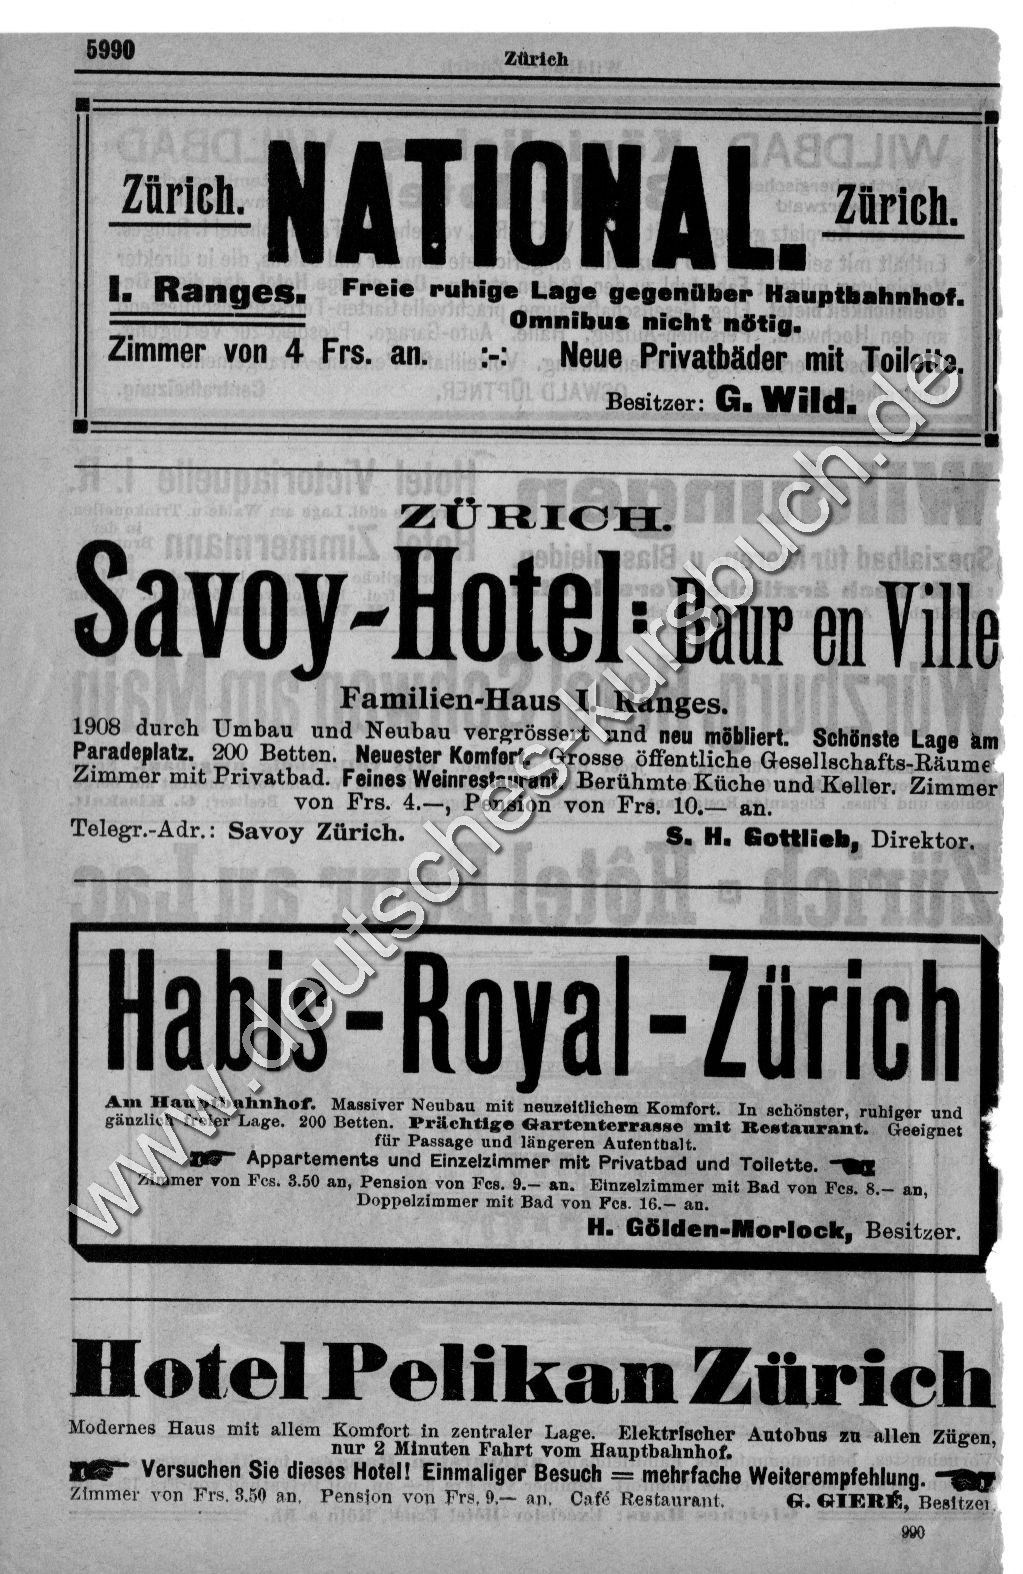 5990
Zürich
Zürich. NATIONAL. Zürich.
I. Ranges. Freie ruhige Lage gegenüber Hauptbahnhof.
Omnibus nicht nötig.
Zimmer von 4 Frs. an. :-: Neue Privatbäder mit Toilette.
Besitzer: G. Wild.
ZÜRICH.
Savoy-Hotel: Baur en Ville
Familien-Haus I. Ranges.
1908 durch Umbau und Neubau vergrössert und neu möbliert. Schönste Lage am
Paradeplatz. 200 Betten. Neuester Komfort. Grosse öffentliche Gesellschafts-Räume
Zimmer mit Privatbad. Feines Weinrestaurant. Berühmte Küche und Keller. Zimmer
von Frs. 4.—, Pension von Frs. 10.— an.
Telegr.-Adr.: Savoy Zürich. S. H. Gottlieb, Direktor.
Habis-Royal-Zürich
Am Hauptbahnhof. Massiver Neubau mit neuzeitlichem Komfort. In schönster, ruhiger und
gänzlich freier Lage. 200 Betten. Prächtige Gartenterrasse mit Restaurant. Geeignet
für Passage und längeren Aufenthalt.
Appartements und Einzelzimmer mit Privatbad und Toilette.
Zimmer von Fcs. 3.50 an, Pension von Fcs. 9.— an. Einzelzimmer mit Bad von Fcs. 8.— an,
Doppelzimmer mit Bad von Fcs. 16.— an.
H. Gölden-Morlock, Besitzer.
Hotel Pelikan Zürich
Modernes Haus mit allem Komfort in zentraler Lage. Elektrischer Autobus zu allen Zügen,
nur 2 Minuten Fahrt vom Hauptbahnhof.
Versuchen Sie dieses Hotel! Einmaliger Besuch = mehrfache Weiterempfehlung.
Zimmer von Frs. 3.50 an, Pension von Frs. 9.— an. Café Restaurant. G. GIERÉ, Besitzer.
990
www.deutsches-kursbuch.de